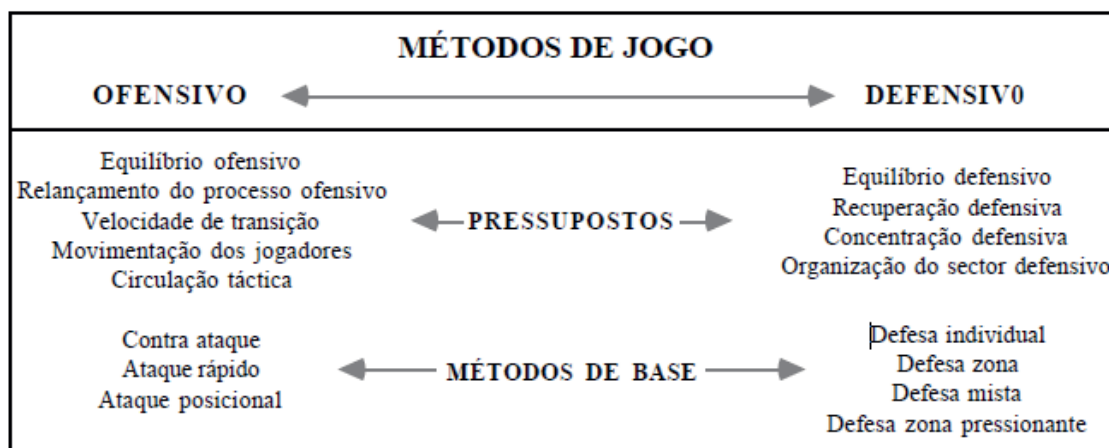 MÉTODOS DE JOGO
OFENSIVO DEFENSIV0
Equilíbrio ofensivo
Relançamento do processo ofensivo
Velocidade de transição
Movimentação dos jogadores
Circulação táctica
PRESSUPOSTOS
Equilíbrio defensivo
Recuperação defensiva
Concentração defensiva
Organização do sector defensivo
Contra ataque
Ataque rápido
Ataque posicional
MÉTODOS DE BASE
Defesa individual
Defesa zona
Defesa mista
Defesa zona pressionante